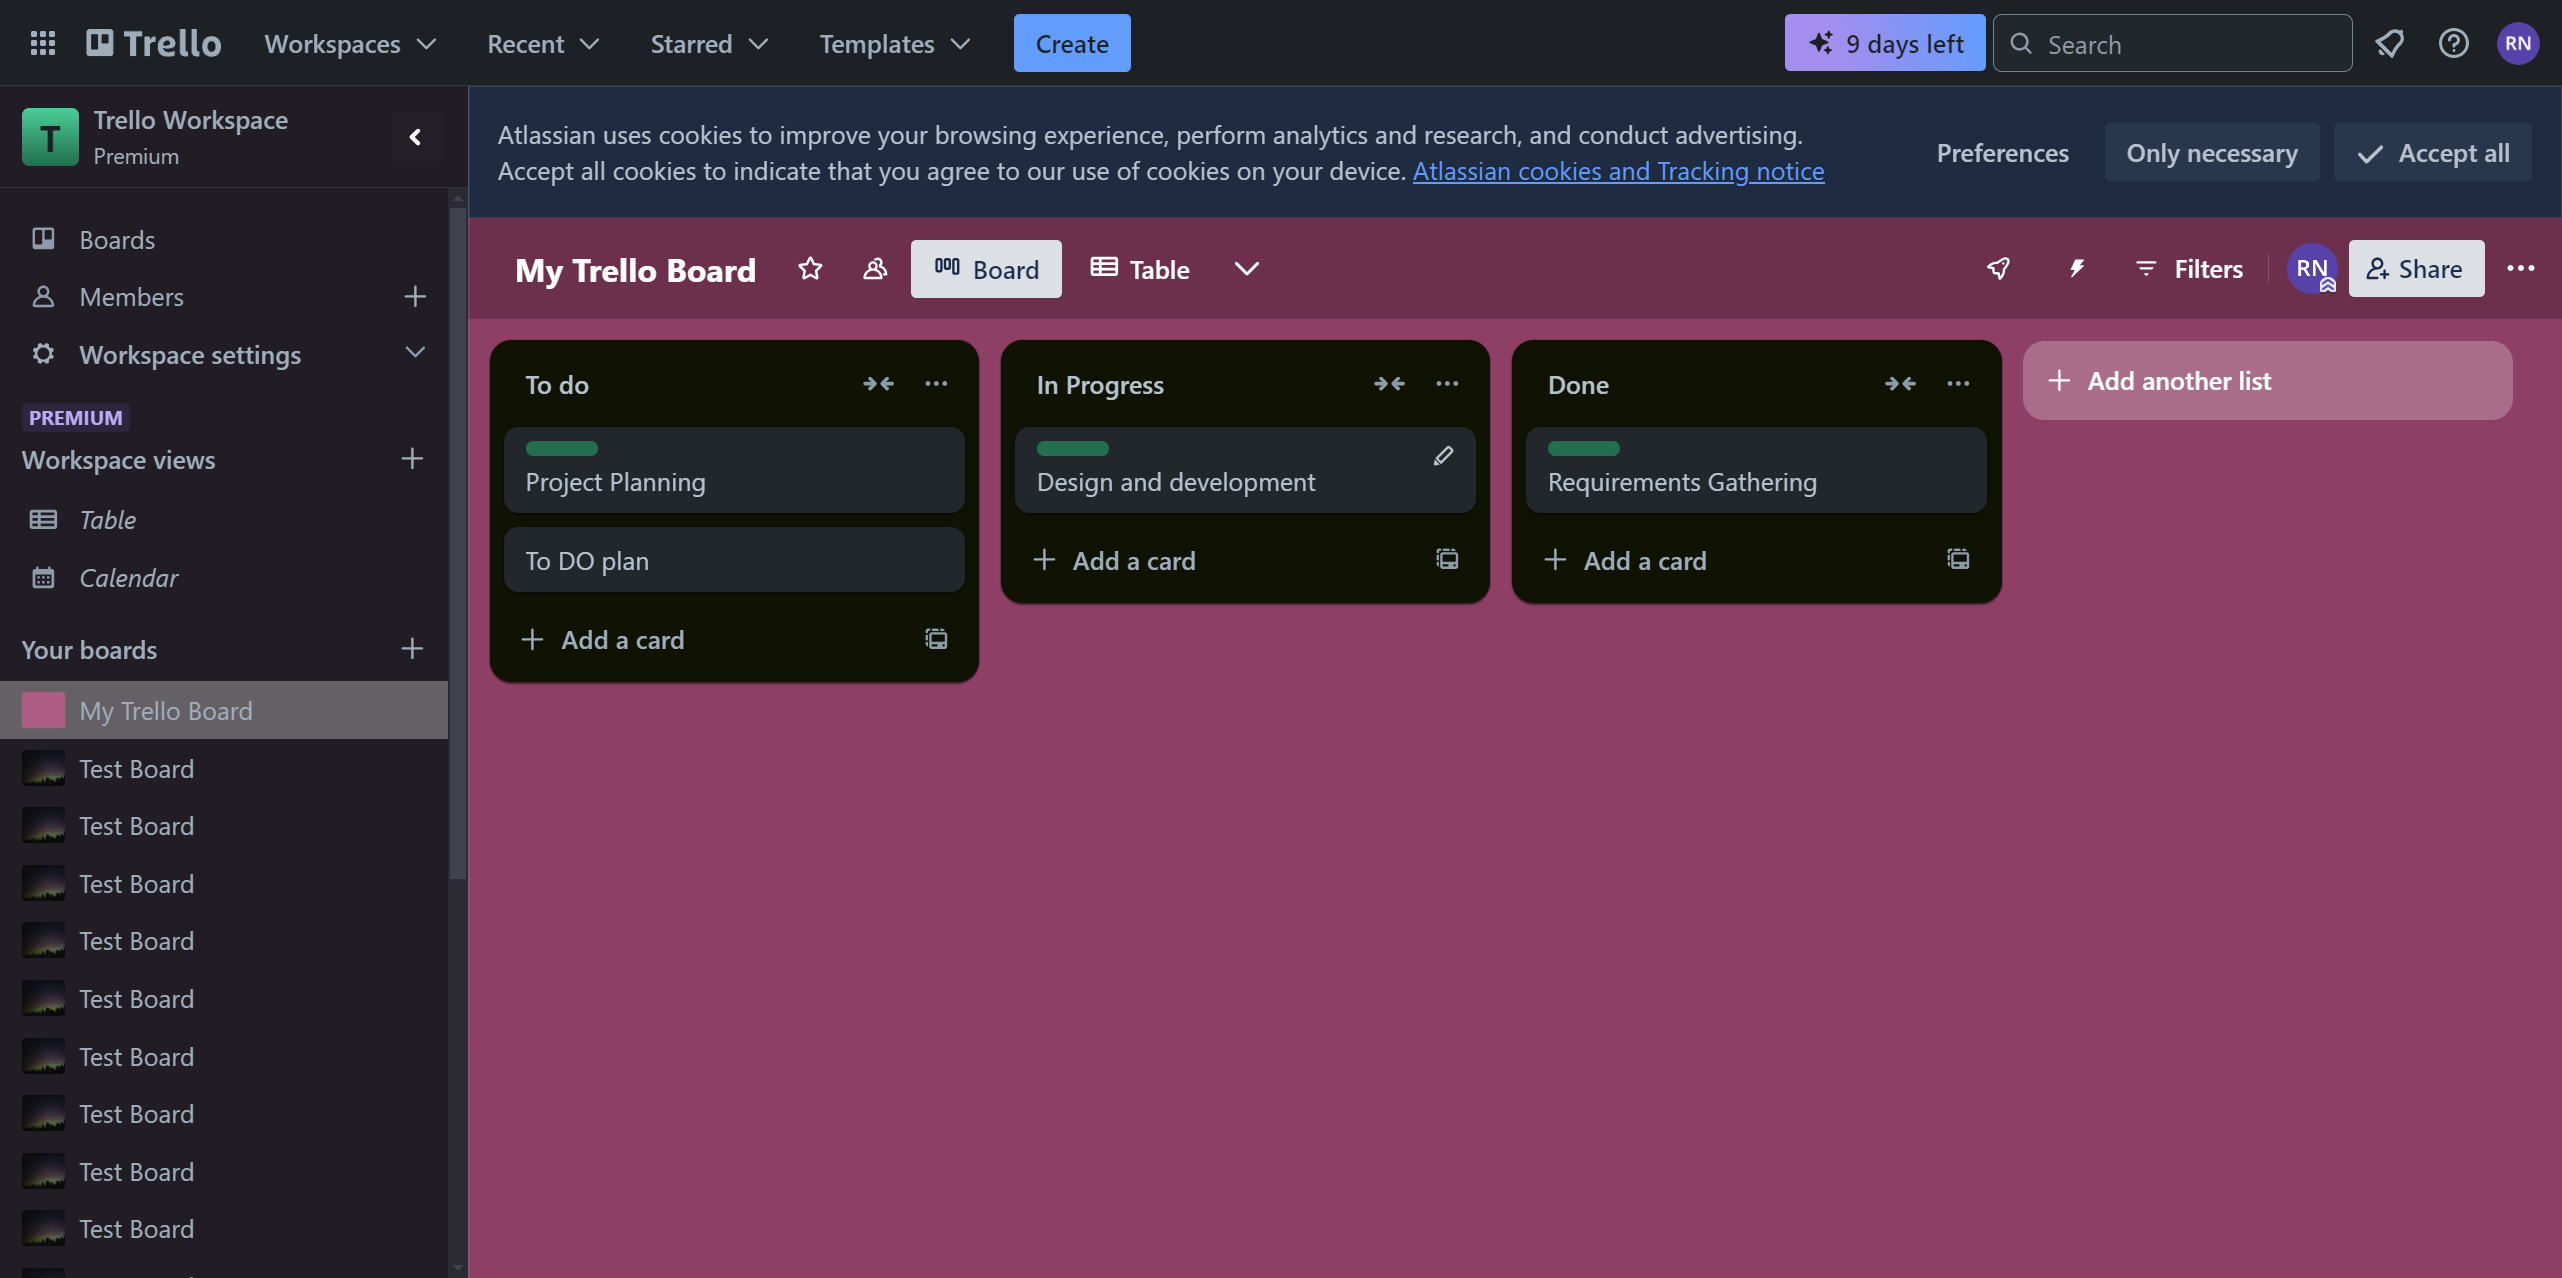 Trello
Workspaces
Recent
Starred
Templates
Create
9 days left
Search
RN
T
Trello Workspace
Premium
Atlassian uses cookies to improve your browsing experience, perform analytics and research, and conduct advertising.
Accept all cookies to indicate that you agree to our use of cookies on your device. Atlassian cookies and Tracking notice
Preferences
Only necessary
Accept all
Boards
Members
Workspace settings
PREMIUM
Workspace views
Table
Calendar
Your boards
My Trello Board
Test Board
Test Board
Test Board
Test Board
Test Board
Test Board
Test Board
Test Board
Test Board
My Trello Board
Board
Table
Filters
RN
Share
To do
Project Planning
To DO plan
Add a card
In Progress
Design and development
Add a card
Done
Requirements Gathering
Add a card
Add another list